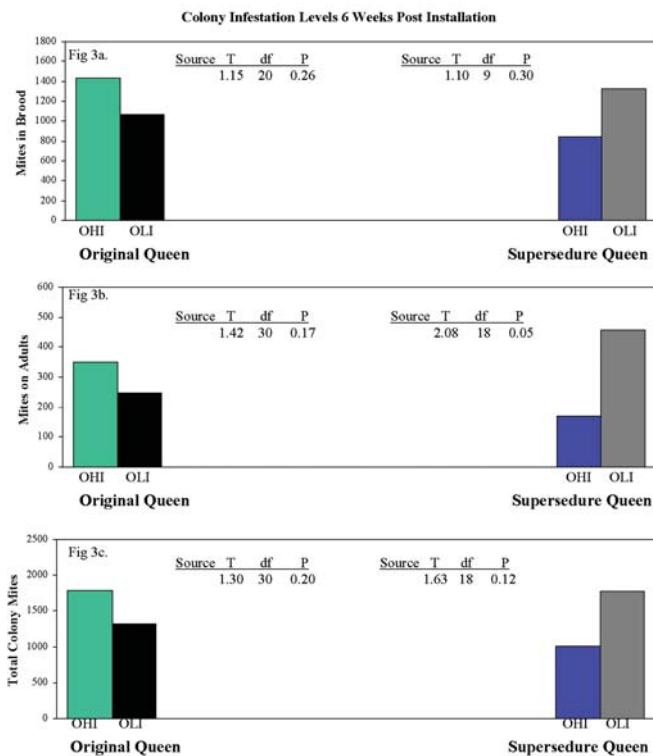 Colony Infestation Levels 6 Weeks Post Installation
Fig 3a.
Mites in Brood
1800
1600
1400
1200
1000
800
600
400
200
0
Source T df P
1.15 20 0.26
Source T df P
1.10 9 0.30
OHI OLI
OHI OLI
Original Queen
Supersedure Queen
Fig 3b.
Mites on Adults
600
500
400
300
200
100
0
Source T df P
1.42 30 0.17
Source T df P
2.08 18 0.05
OHI OLI
OHI OLI
Original Queen
Supersedure Queen
Fig 3c.
Total Colony Mites
2500
2000
1500
1000
500
0
Source T df P
1.30 30 0.20
Source T df P
1.63 18 0.12
OHI OLI
OHI OLI
Original Queen
Supersedure Queen